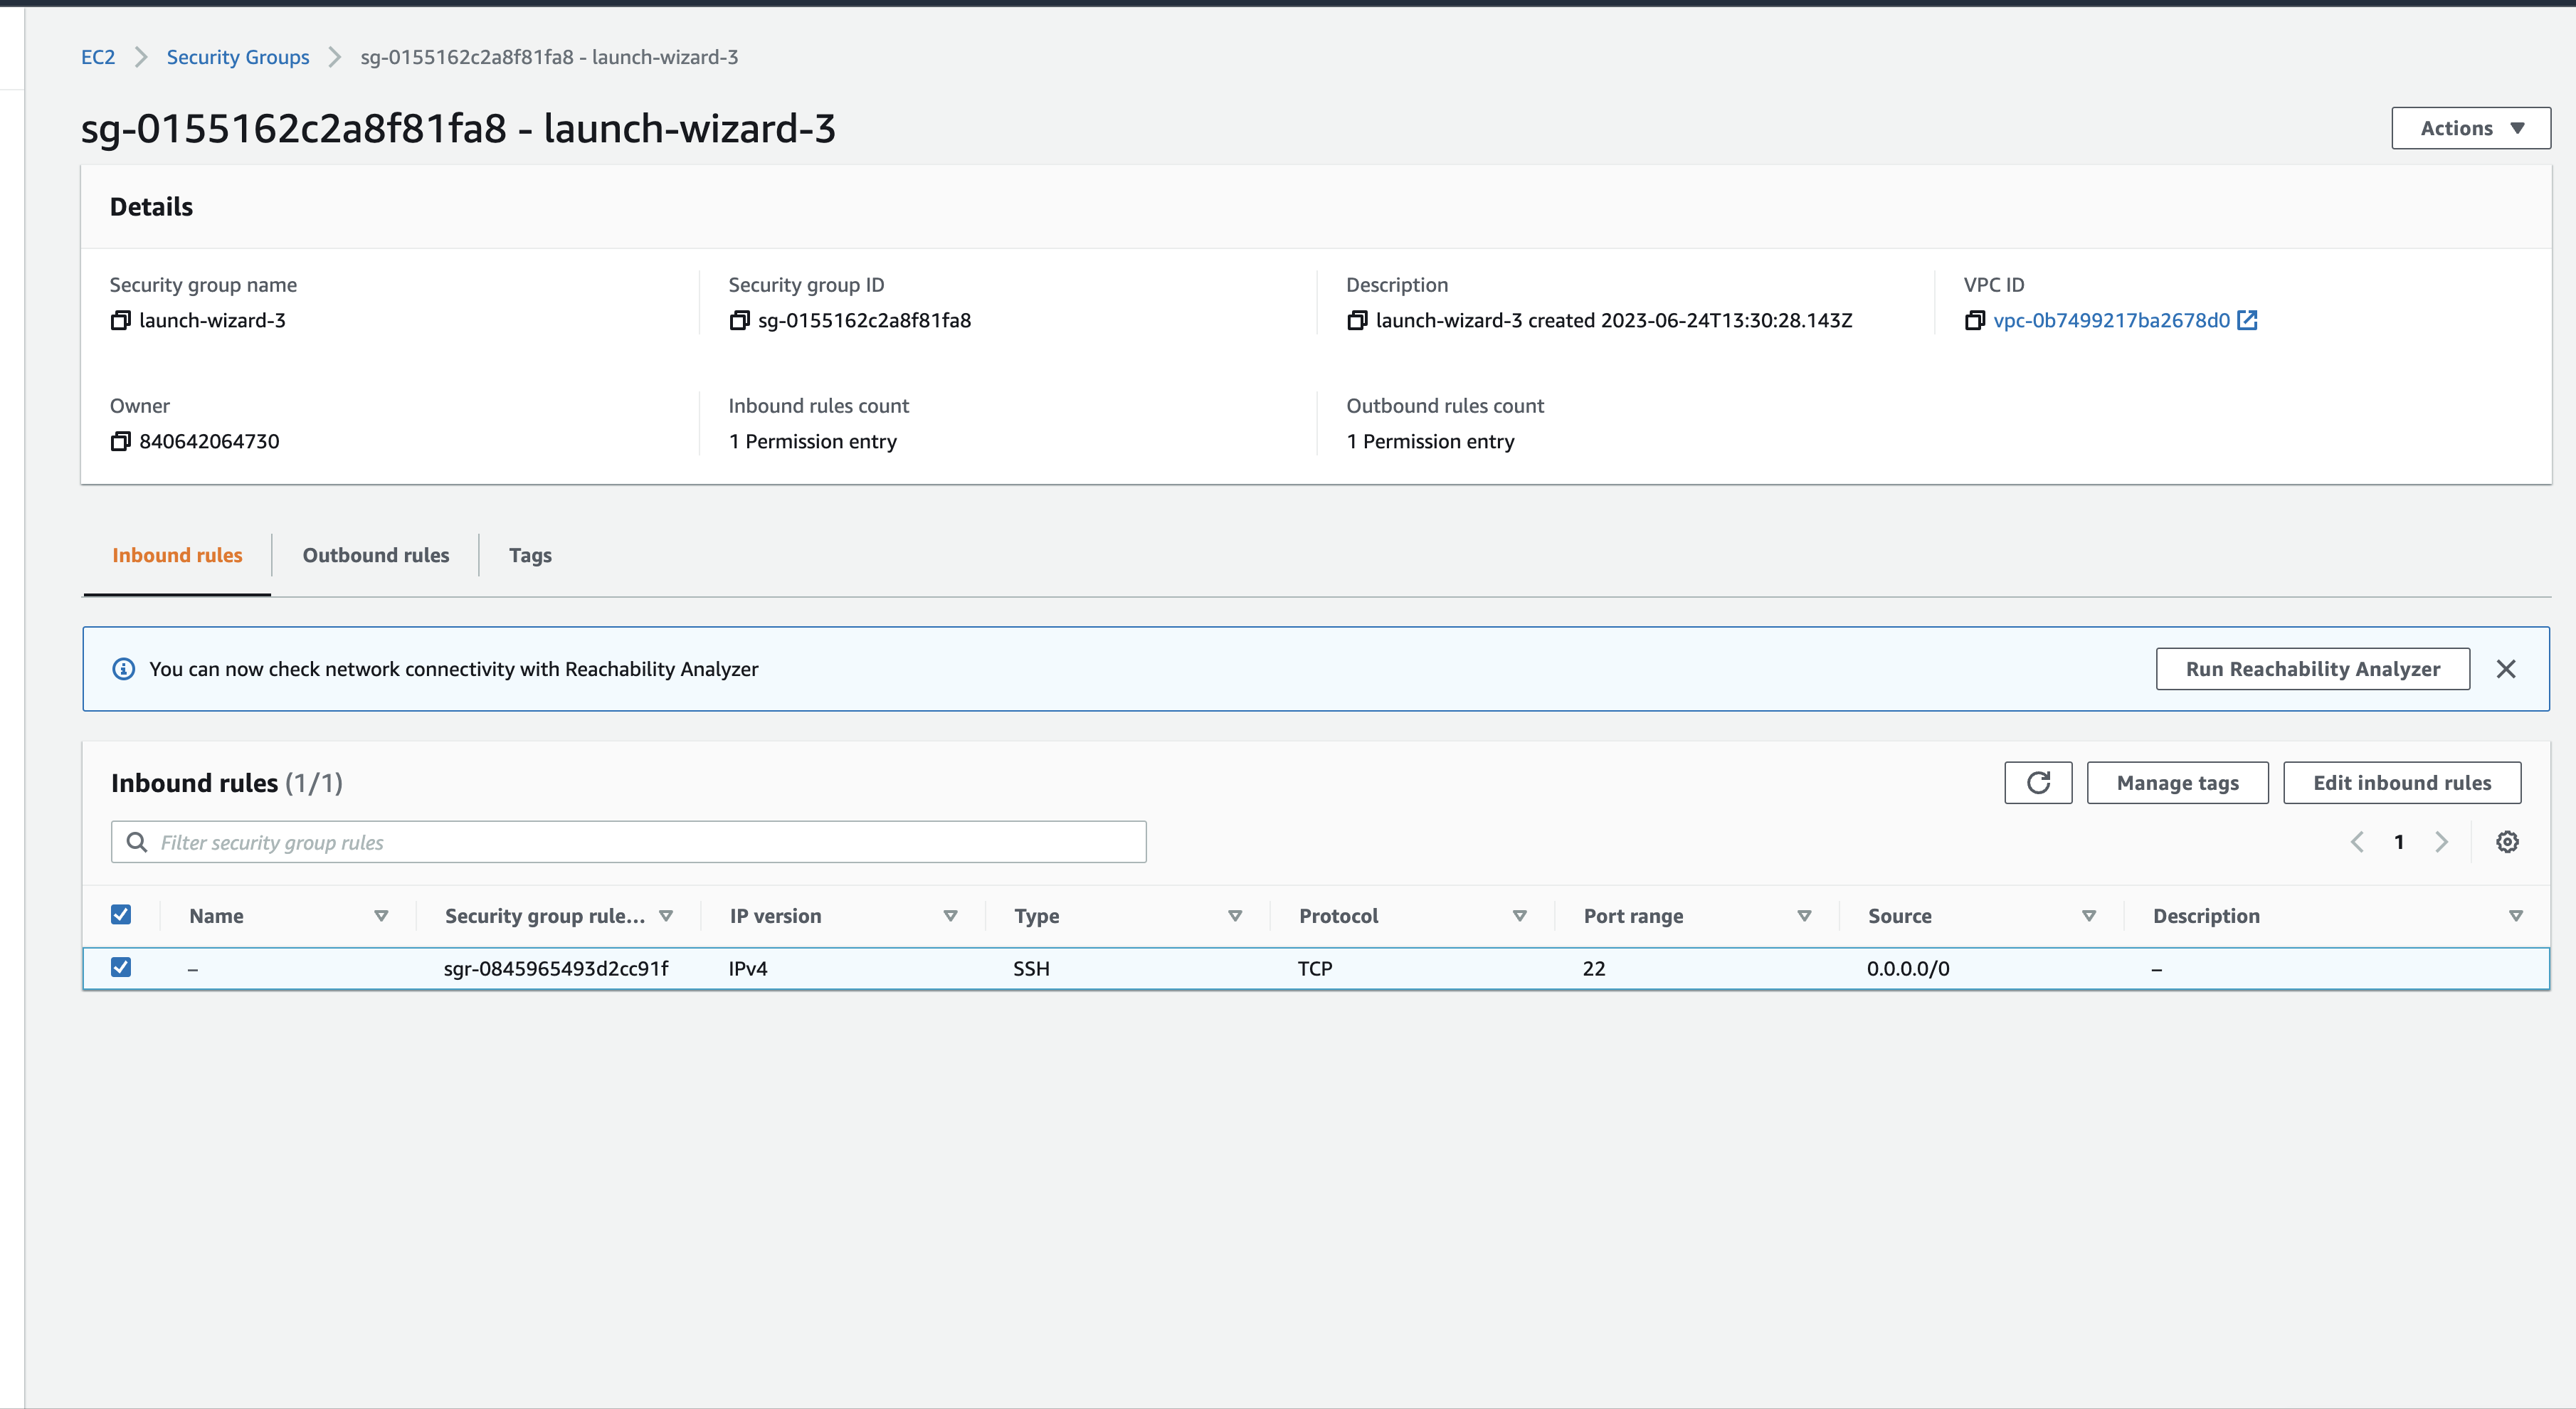 EC2 Security Groups sg-0155162c2a8f81fa8 - launch-wizard-3
sg-0155162c2a8f81fa8 - launch-wizard-3
Actions
Details
Security group name
launch-wizard-3
Security group ID
sg-0155162c2a8f81fa8
Description
launch-wizard-3 created 2023-06-24T13:30:28.143Z
VPC ID
vpc-0b7499217ba2678d0
Owner
840642064730
Inbound rules count
1 Permission entry
Outbound rules count
1 Permission entry
Inbound rules Outbound rules Tags
You can now check network connectivity with Reachability Analyzer
Run Reachability Analyzer
Inbound rules (1/1)
Manage tags
Edit inbound rules
Filter security group rules
1
Name Security group rule... IP version Type Protocol Port range Source Description
– sgr-0845965493d2cc91f IPv4 SSH TCP 22 0.0.0.0/0 –